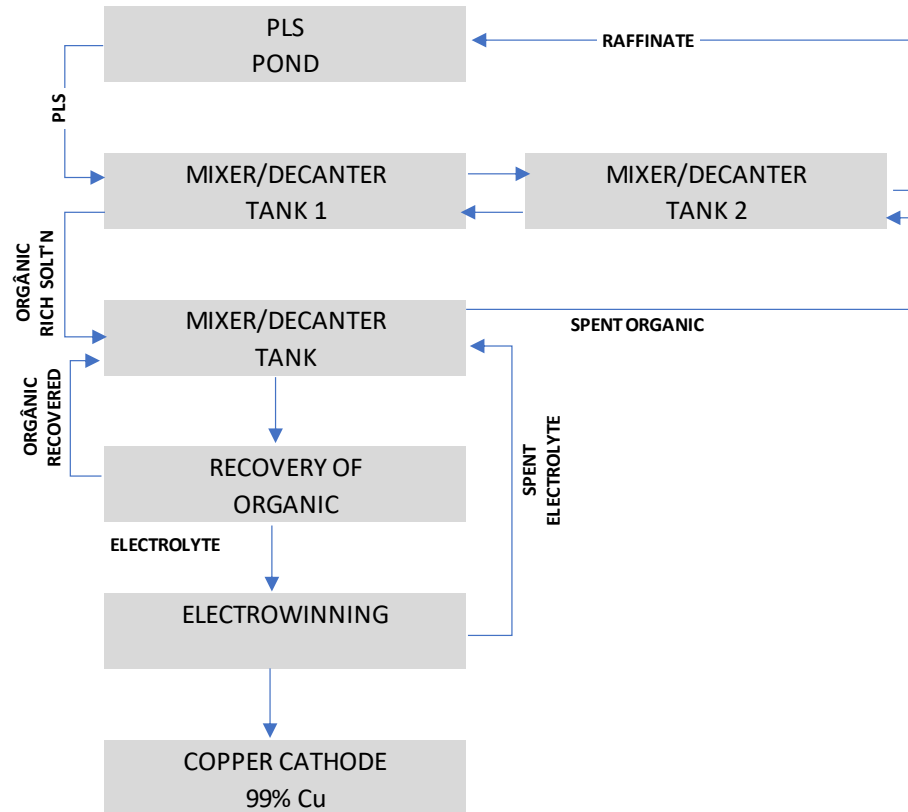 PLS
POND
RAFFINATE
PLS
MIXER/DECANTER
TANK 1
MIXER/DECANTER
TANK 2
ORGÂNIC
RICH SOLT'N
MIXER/DECANTER
TANK
SPENT ORGANIC
ORGÂNIC
RECOVERED
RECOVERY OF
ORGANIC
SPENT
ELECTROLYTE
ELECTROLYTE
ELECTROWINNING
COPPER CATHODE
99% Cu